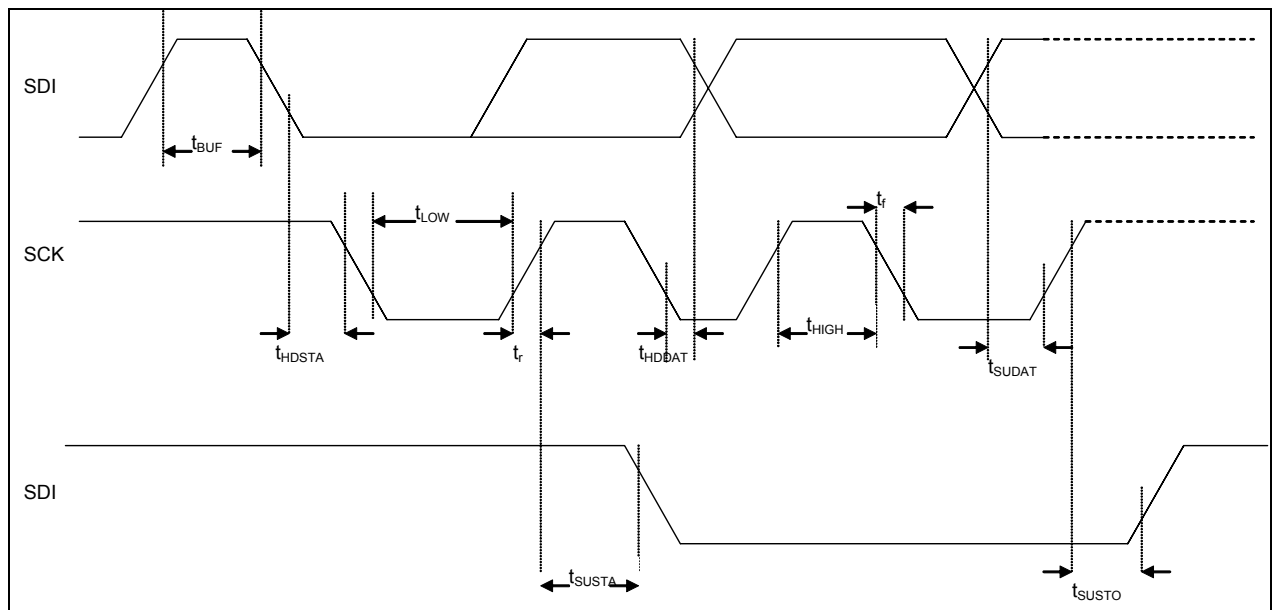 SDI
tBUF
tLOW
tf
SCK
tHDSTA
tr
tHDDAT
tHIGH
tSUDAT
SDI
tSUSTA
tSUSTO